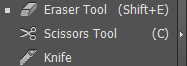 Eraser Tool (Shift+E)
Scissors Tool (C)
Knife